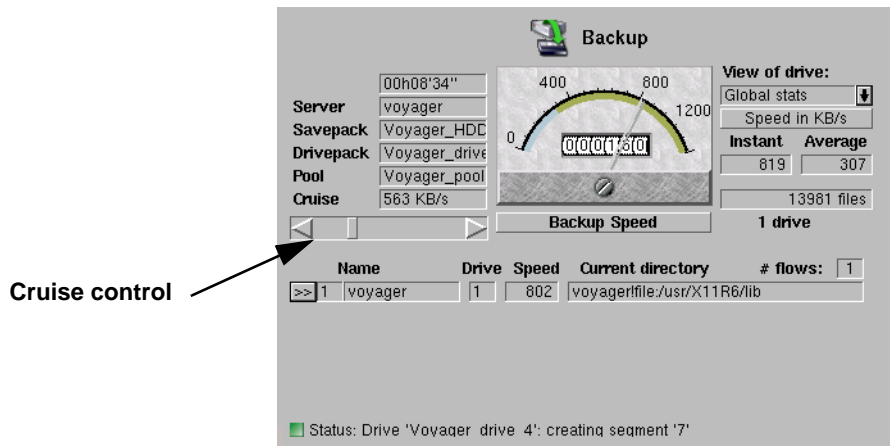 Backup
00h08'34"
Server voyager
Savepack Voyager_HDD
Drivepack Voyager_drive
Pool Voyager_pool
Cruise 563 KB/s
0 400 800 1200
Backup Speed
View of drive:
Global stats
Speed in KB/s
Instant Average
819 307
13981 files
1 drive
Cruise control
Name Drive Speed Current directory # flows: 1
>> 1 voyager 1 802 voyager!file:/usr/X11R6/lib
Status: Drive 'Voyager_drive_4': creating segment '7'